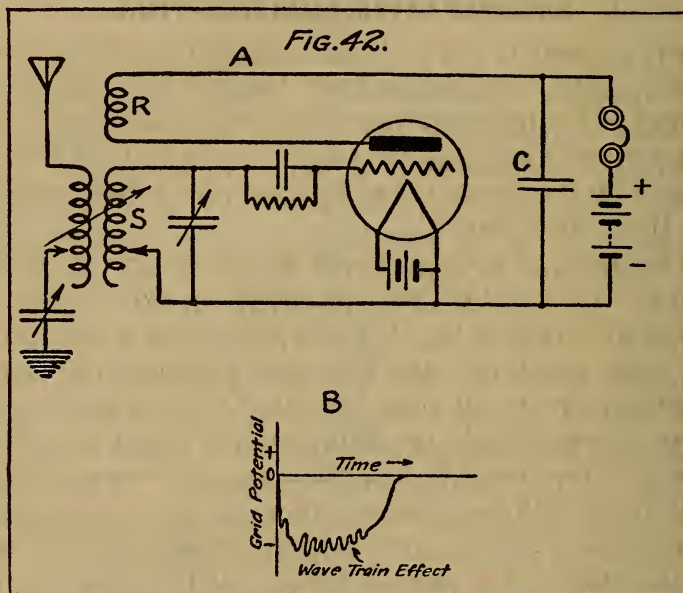 FIG. 42.
A
R
S
C
+
-
B
Grid Potential
+
0
-
Time
Wave Train Effect